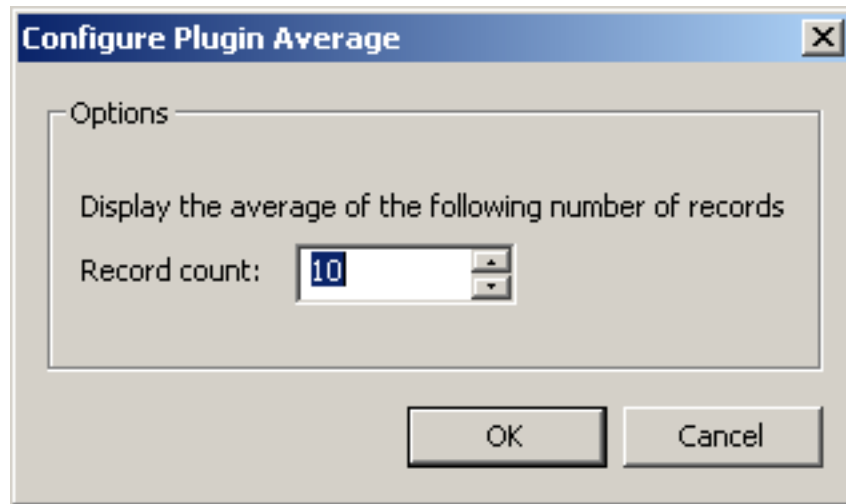 Configure Plugin Average
Options
Display the average of the following number of records
Record count: 10
OK Cancel